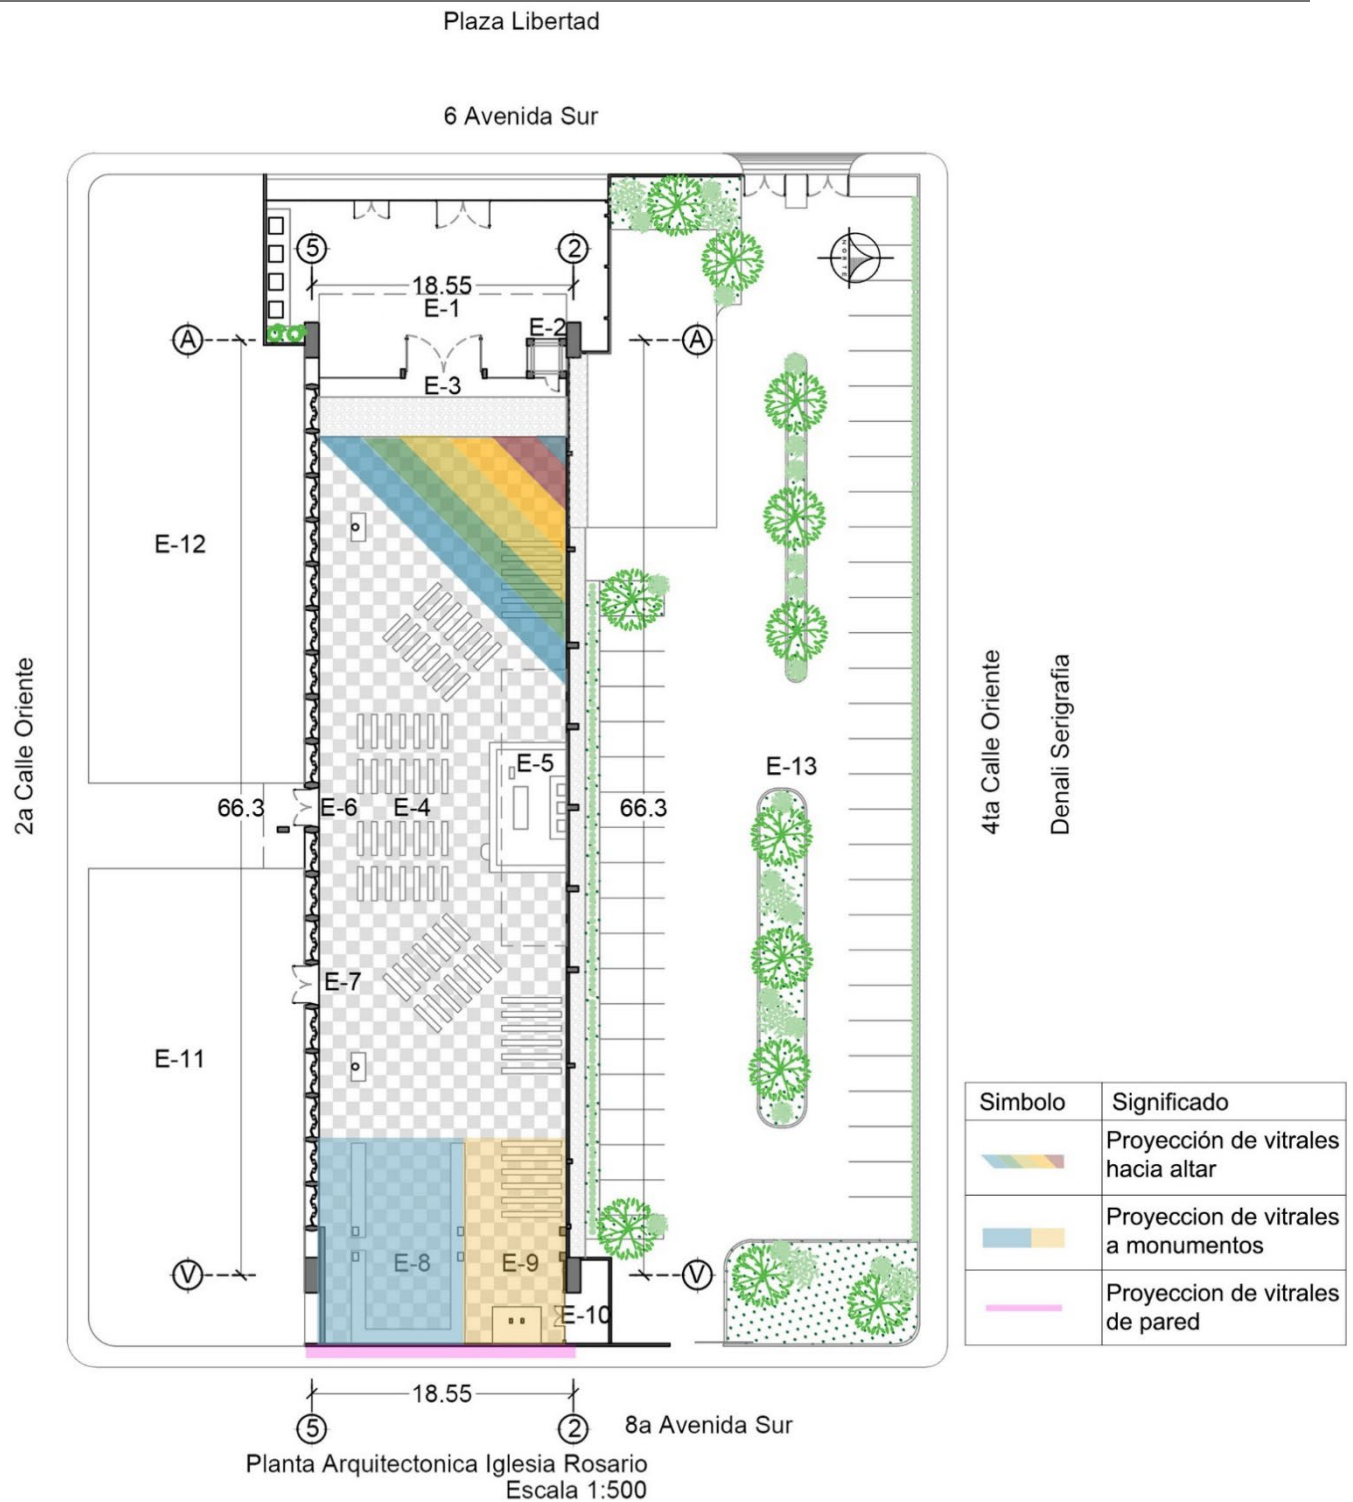 Plaza Libertad
6 Avenida Sur
5
2
18.55
E-1
E-2
A
A
E-3
NORTE
E-12
2a Calle Oriente
4ta Calle Oriente
Denali Serigrafia
E-5
E-13
66.3
E-6
E-4
66.3
E-7
E-11
Simbolo
Significado
Proyección de vitrales
hacia altar
Proyeccion de vitrales
a monumentos
Proyeccion de vitrales
de pared
E-8
E-9
V
V
E-10
18.55
5
2
8a Avenida Sur
Planta Arquitectonica Iglesia Rosario
Escala 1:500